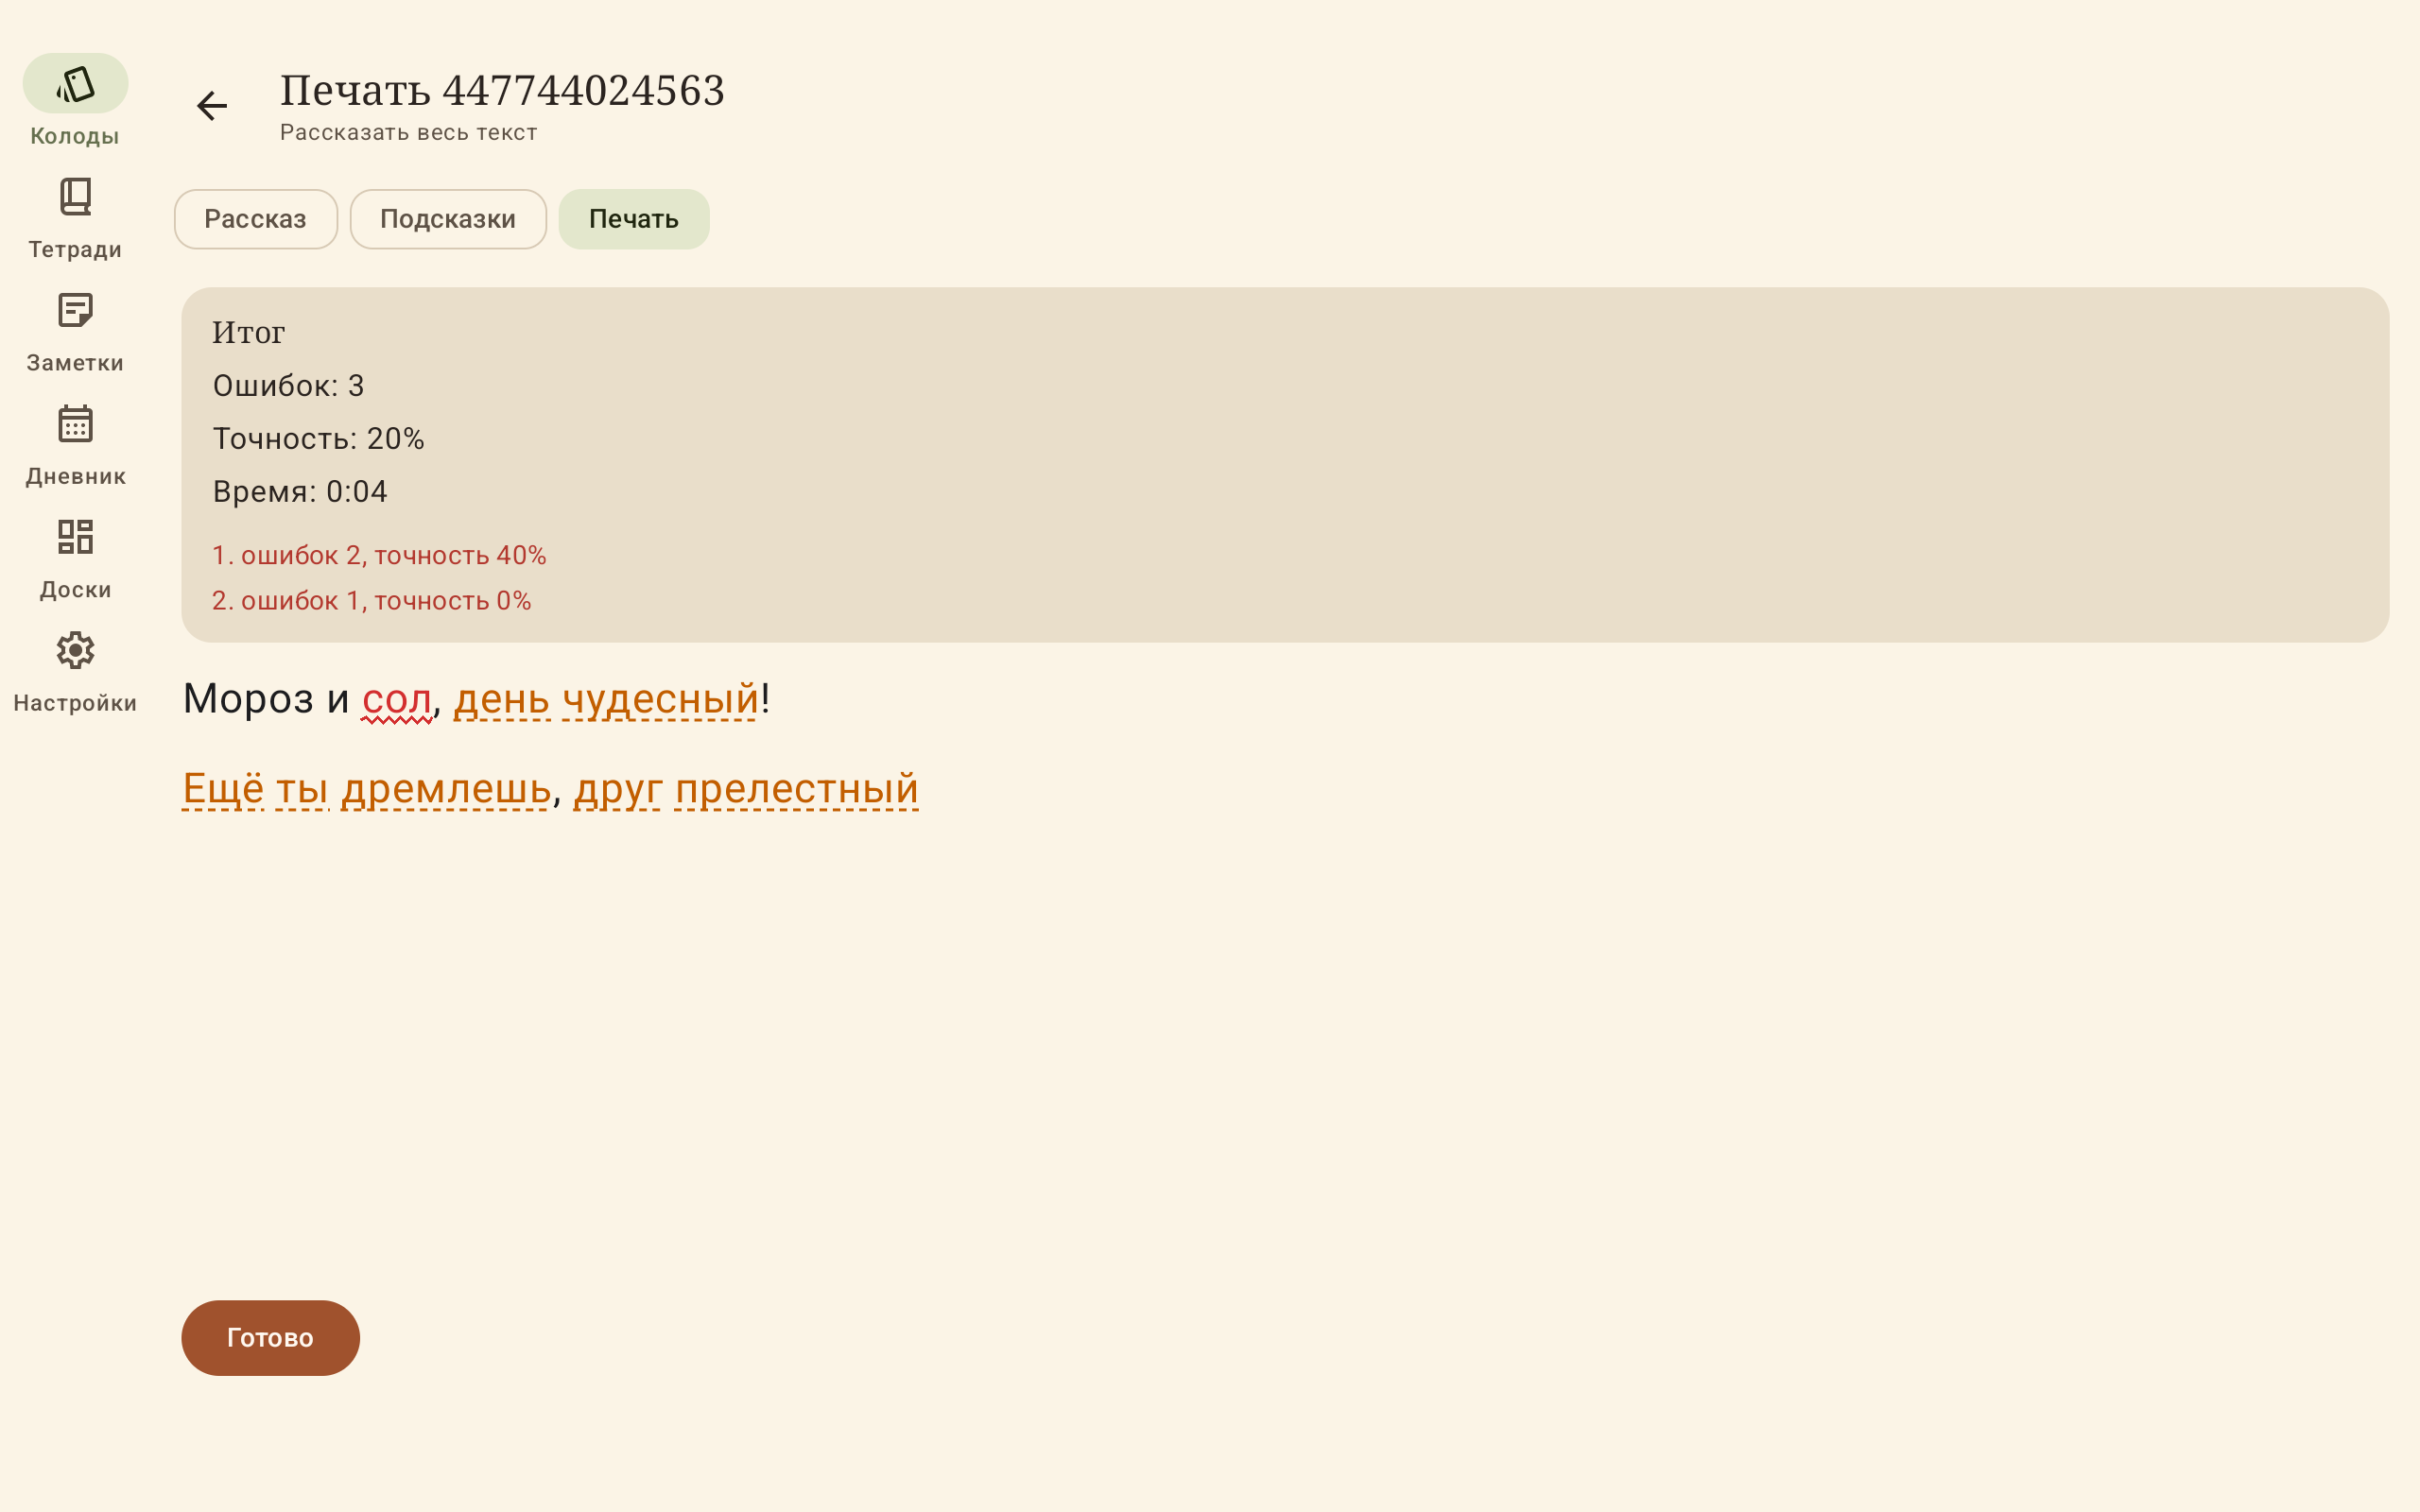 Колоды
Тетради
Заметки
Дневник
Доски
Настройки
Печать 447744024563
Рассказать весь текст
Рассказ
Подсказки
Печать
Итог
Ошибок: 3
Точность: 20%
Время: 0:04
1. ошибок 2, точность 40%
2. ошибок 1, точность 0%
Мороз и сол, день чудесный!
Ещё ты дремлешь, друг прелестный
Готово